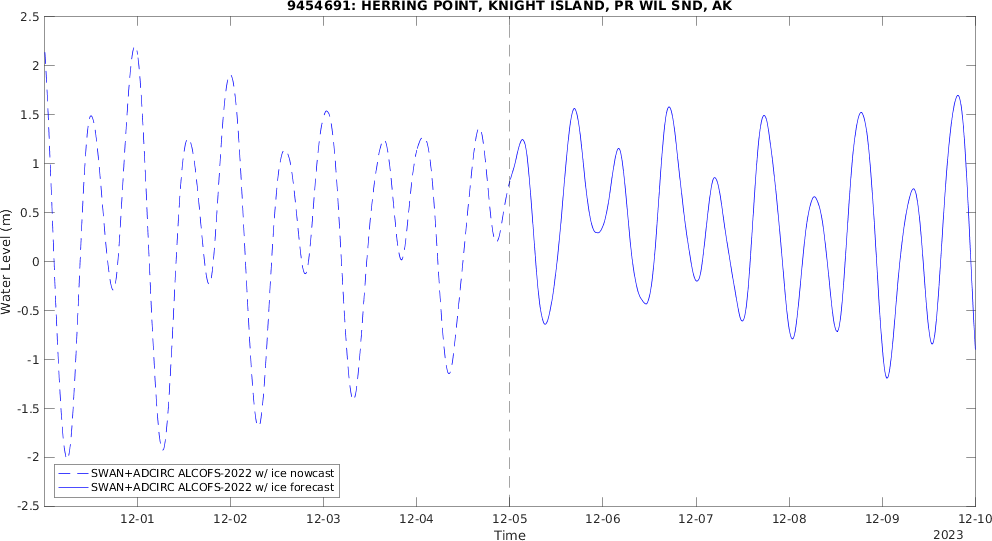 9454691: HERRING POINT, KNIGHT ISLAND, PR WIL SND, AK
2.5
2
1.5
1
0.5
0
-0.5
-1
-1.5
-2
-2.5
Water Level (m)
SWAN+ADCIRC ALCOFS-2022 w/ ice nowcast
SWAN+ADCIRC ALCOFS-2022 w/ ice forecast
12-01 12-02 12-03 12-04 12-05 12-06 12-07 12-08 12-09 12-10
Time
2023